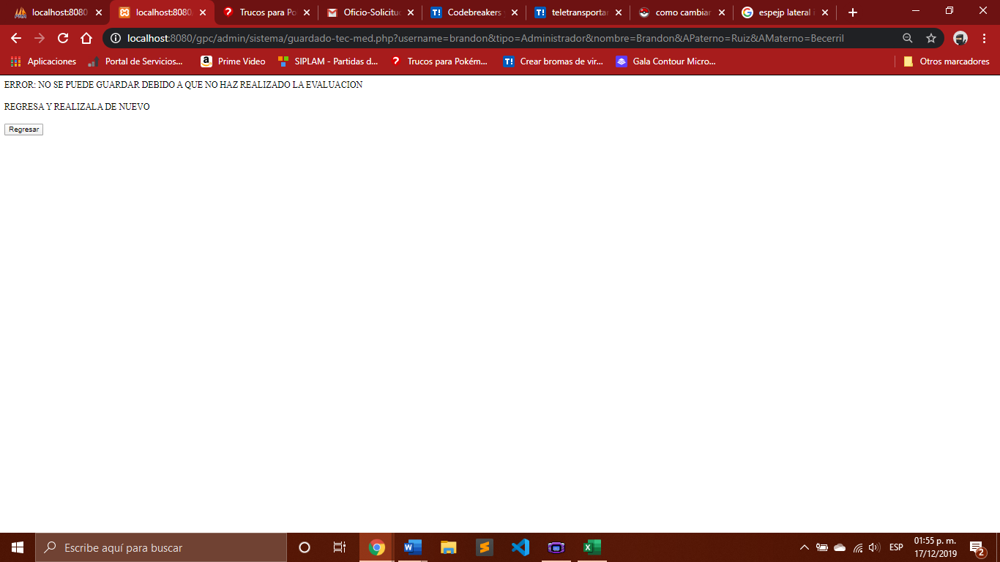 localhost:8080
localhost:8080
Trucos para Po
Oficio-Solicitud
Codebreakers y
teletransportar
como cambiar
espejp lateral i
localhost:8080/gpc/admin/sistema/guardado-tec-med.php?username=brandon&tipo=Administrador&nombre=Brandon&APaterno=Ruiz&AMaterno=Becerril
Aplicaciones
Portal de Servicios...
Prime Video
SIPLAM - Partidas d...
Trucos para Pokém...
Crear bromas de vir...
Gala Contour Micro...
Otros marcadores
ERROR: NO SE PUEDE GUARDAR DEBIDO A QUE NO HAZ REALIZADO LA EVALUACION
REGRESA Y REALIZALA DE NUEVO
Regresar
Escribe aquí para buscar
ESP
01:55 p. m.
17/12/2019
2